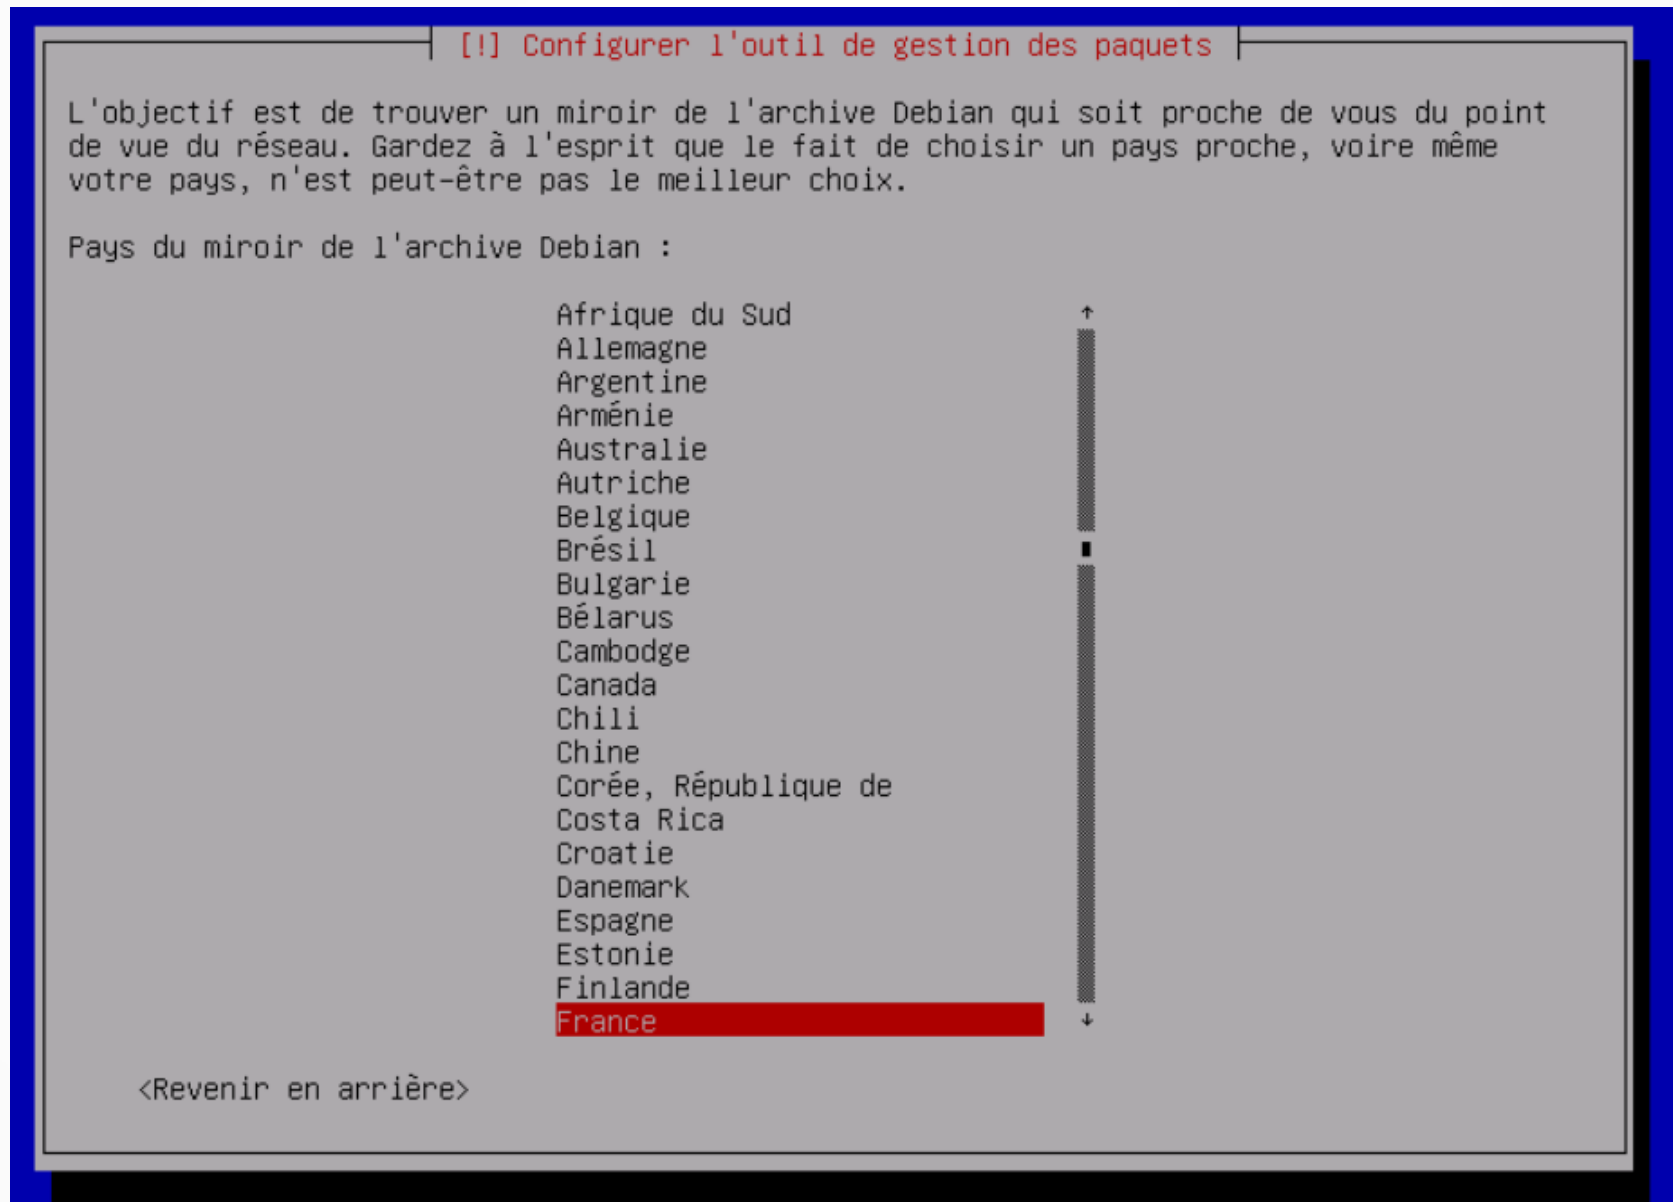 [!] Configurer l'outil de gestion des paquets
L'objectif est de trouver un miroir de l'archive Debian qui soit proche de vous du point
de vue du réseau. Gardez à l'esprit que le fait de choisir un pays proche, voire même
votre pays, n'est peut-être pas le meilleur choix.
Pays du miroir de l'archive Debian :
Afrique du Sud
Allemagne
Argentine
Arménie
Australie
Autriche
Belgique
Brésil
Bulgarie
Bélarus
Cambodge
Canada
Chili
Chine
Corée, République de
Costa Rica
Croatie
Danemark
Espagne
Estonie
Finlande
France
<Revenir en arrière>